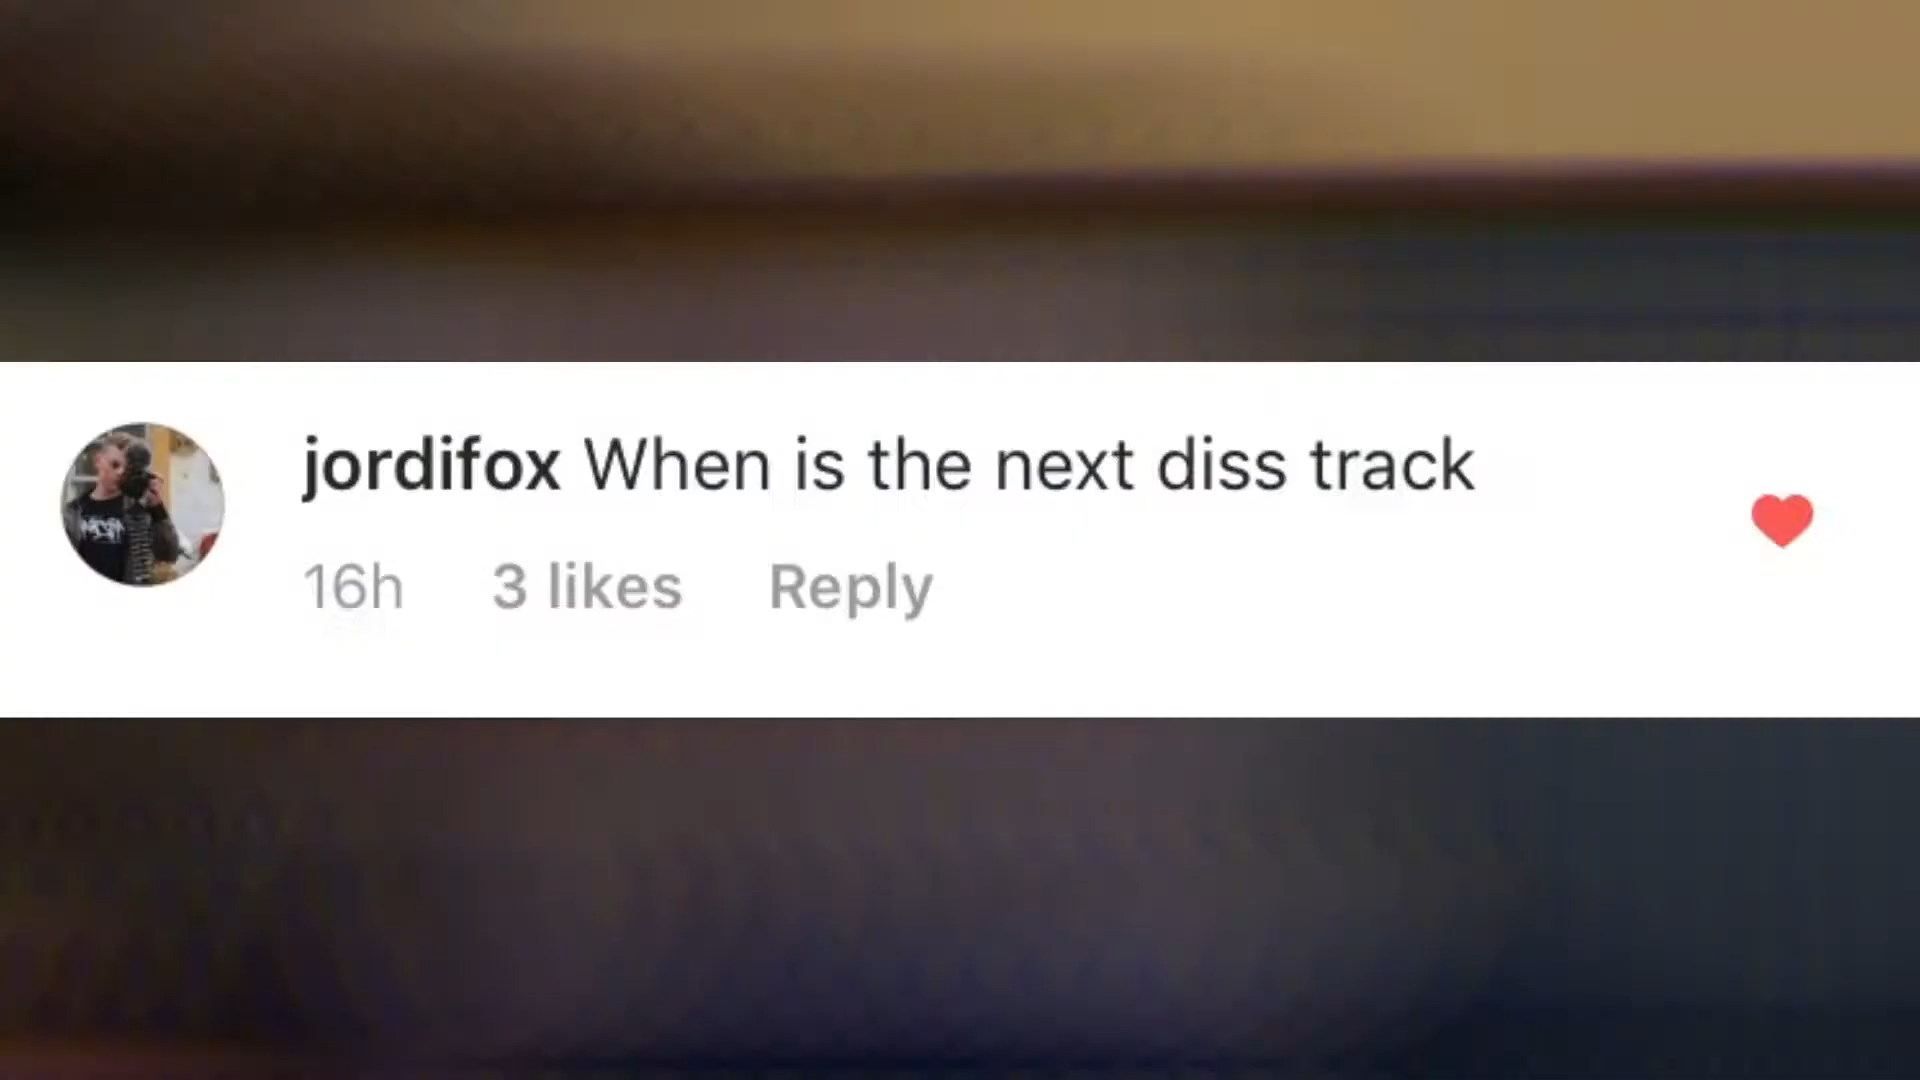 jordifox When is the next diss track
16h 3 likes Reply